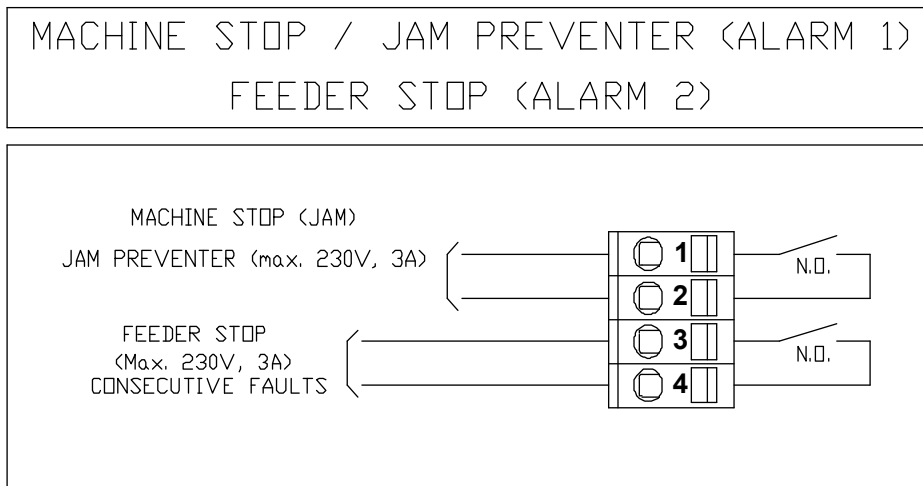 MACHINE STOP / JAM PREVENTER (ALARM 1)
FEEDER STOP (ALARM 2)
MACHINE STOP (JAM)
JAM PREVENTER (max. 230V, 3A)
1
N.O.
2
FEEDER STOP
(Max. 230V, 3A)
CONSECUTIVE FAULTS
3
N.O.
4